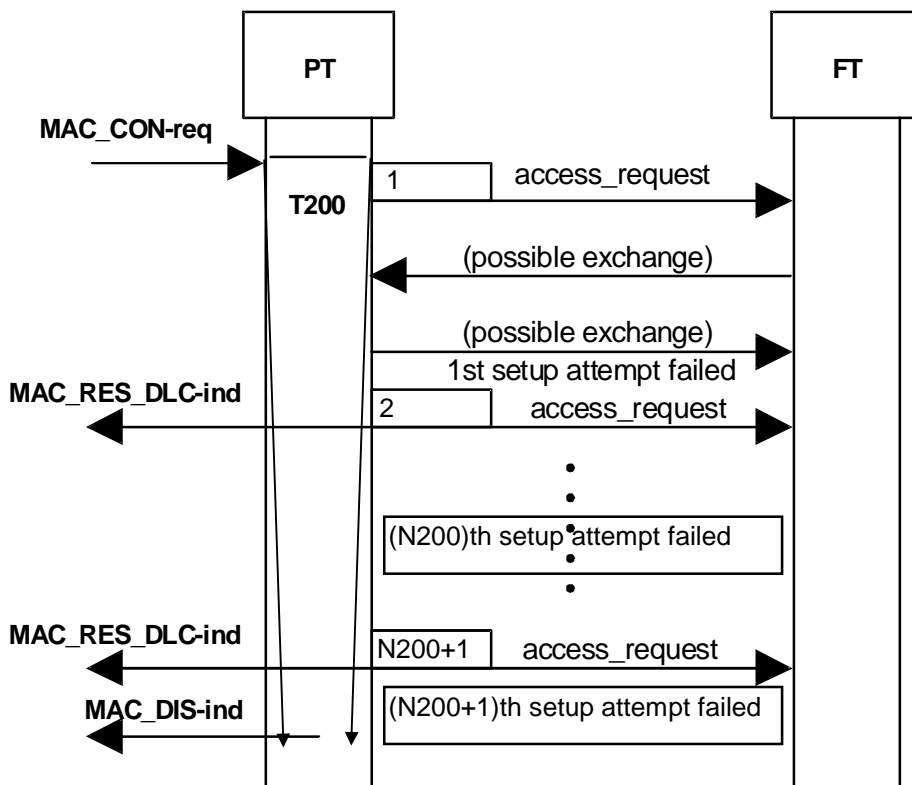 PT
FT
MAC_CON-req
1
access_request
T200
(possible exchange)
(possible exchange)
1st setup attempt failed
MAC_RES_DLC-ind
2
access_request
(N200)th setup attempt failed
MAC_RES_DLC-ind
N200+1
access_request
MAC_DIS-ind
(N200+1)th setup attempt failed